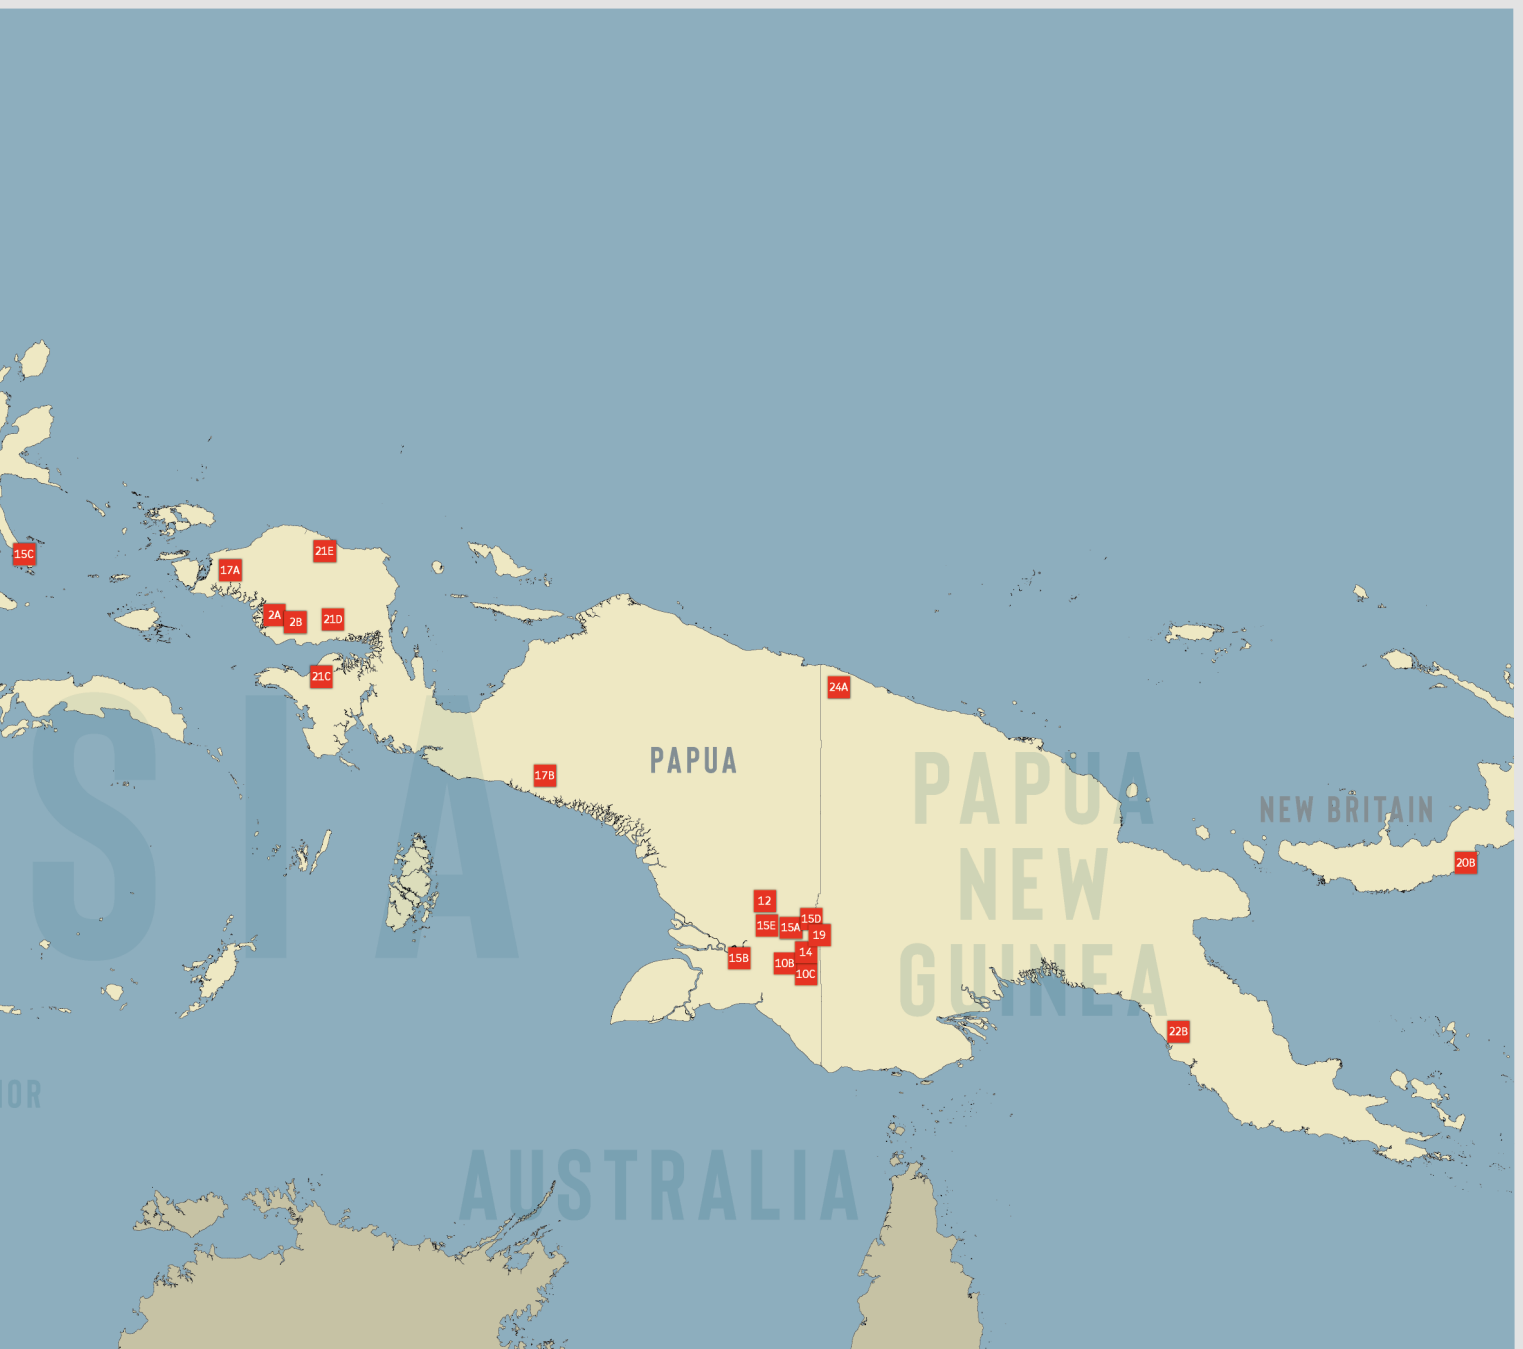 15C
21E
17A
2A
2B
21D
21C
24A
SIA
PAPUA
17B
PAPUA
NEW
GUINEA
NEW BRITAIN
20B
12
15E
15A
15D
19
14
15B
10B
10C
22B
IOR
AUSTRALIA